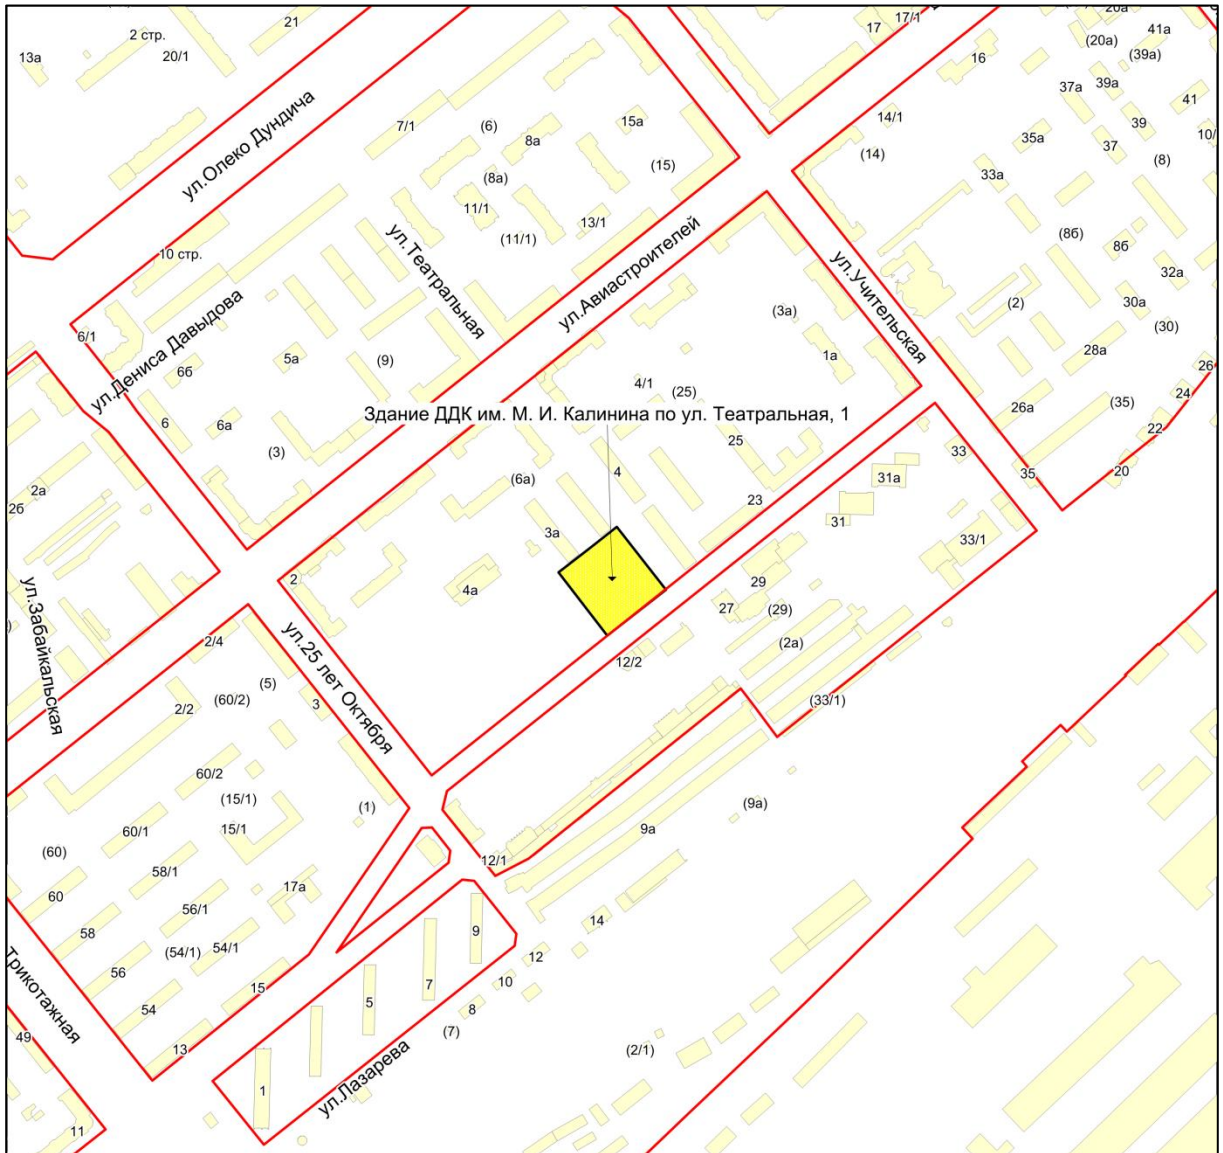 21
17
17/1
20а
41а
2 стр.
20/1
13а
16
(20а)
(39а)
39а
37а
41
ул.Олеко Дундича
7/1
(6)
8а
15а
14/1
35а
39
37
10/
(8)
(15)
(14)
(8а)
33а
11/1
13/1
(11/1)
ул.Театральная
ул.Авиастроителей
ул.Учительская
(8б)
8б
10 стр.
32а
30а
(30)
(2)
6/1
ул.Дениса Давыдова
5а
(9)
(3а)
1а
28а
6б
26
24
4/1
(25)
(35)
26а
Здание ДДК им. М. И. Калинина по ул. Театральная, 1
6
6а
22
25
(3)
33
4
35
20
(6а)
31а
2а
23
26
31
3а
33/1
2
29
4а
27
(29)
ул.Забайкальская
ул.25 лет Октября
2/4
(2а)
12/2
(5)
(60/2)
3
(33/1)
2/2
60/2
(15/1)
(1)
(9а)
60/1
15/1
9а
(60)
12/1
58/1
17а
60
56/1
14
58
(54/1)
54/1
9
12
56
7
10
15
5
54
8
Трикотажная
(7)
49
13
(2/1)
ул.Лазарева
1
11